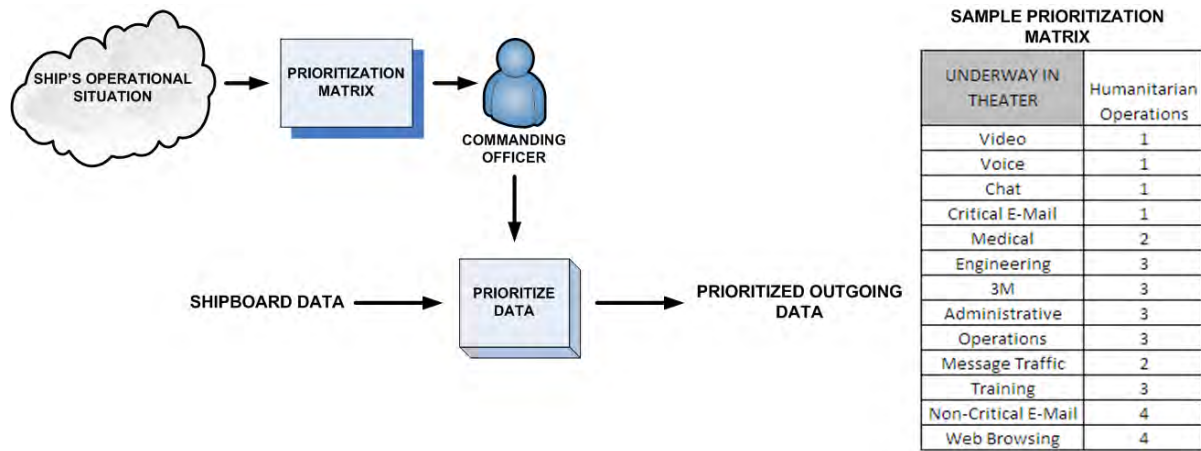 SHIP'S OPERATIONAL
SITUATION
PRIORITIZATION
MATRIX
COMMANDING
OFFICER
SHIPBOARD DATA
PRIORITIZE
DATA
PRIORITIZED OUTGOING
DATA
SAMPLE PRIORITIZATION
MATRIX
UNDERWAY IN
THEATER
Humanitarian
Operations
Video 1
Voice 1
Chat 1
Critical E-Mail 1
Medical 2
Engineering 3
3M 3
Administrative 3
Operations 3
Message Traffic 2
Training 3
Non-Critical E-Mail 4
Web Browsing 4